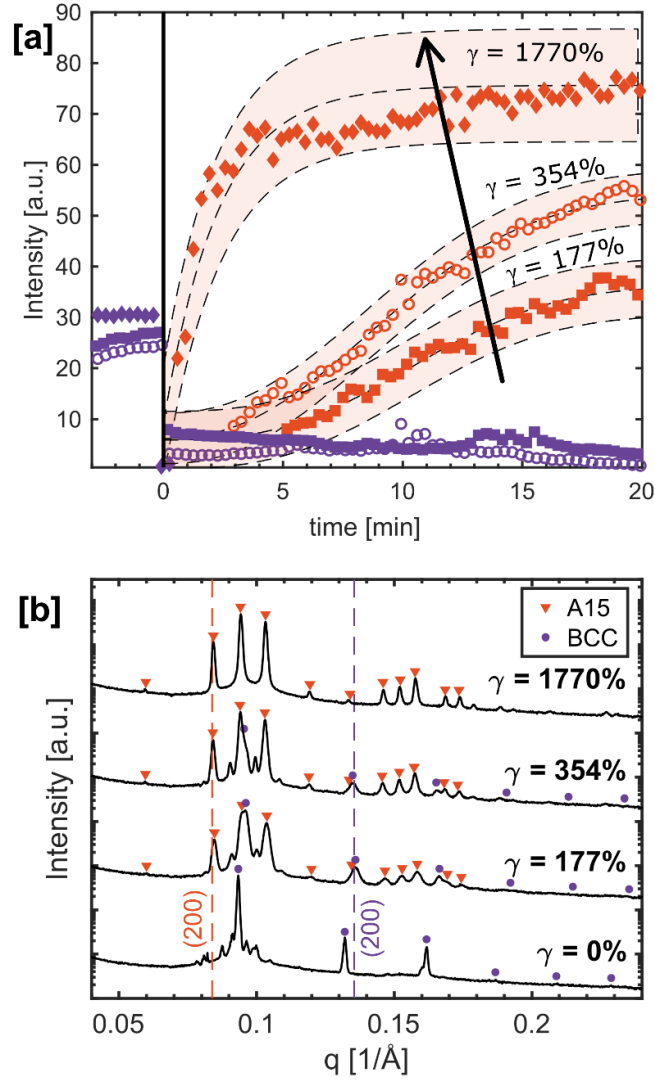 [a]
90
80
70
60
50
40
30
20
10
Intensity [a.u.]
γ = 1770%
γ = 354%
γ = 177%
0 5 10 15 20
time [min]
[b]
Intensity [a.u.]
A15
BCC
γ = 1770%
γ = 354%
γ = 177%
γ = 0%
(200)
(200)
0.05 0.1 0.15 0.2
q [1/Å]